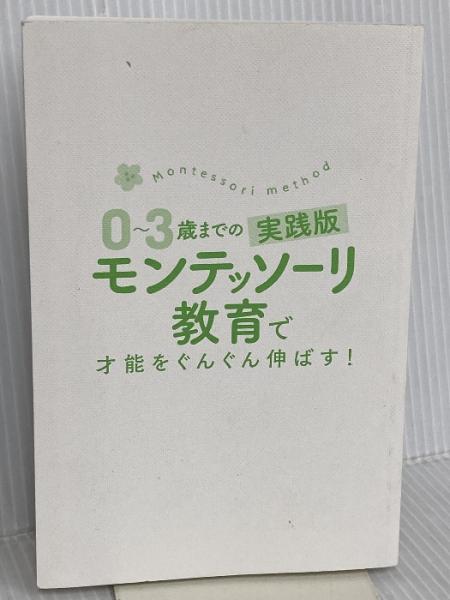 Montessori method
0〜3歳までの 実践版
モンテッソーリ
教育で
才能をぐんぐん伸ばす！